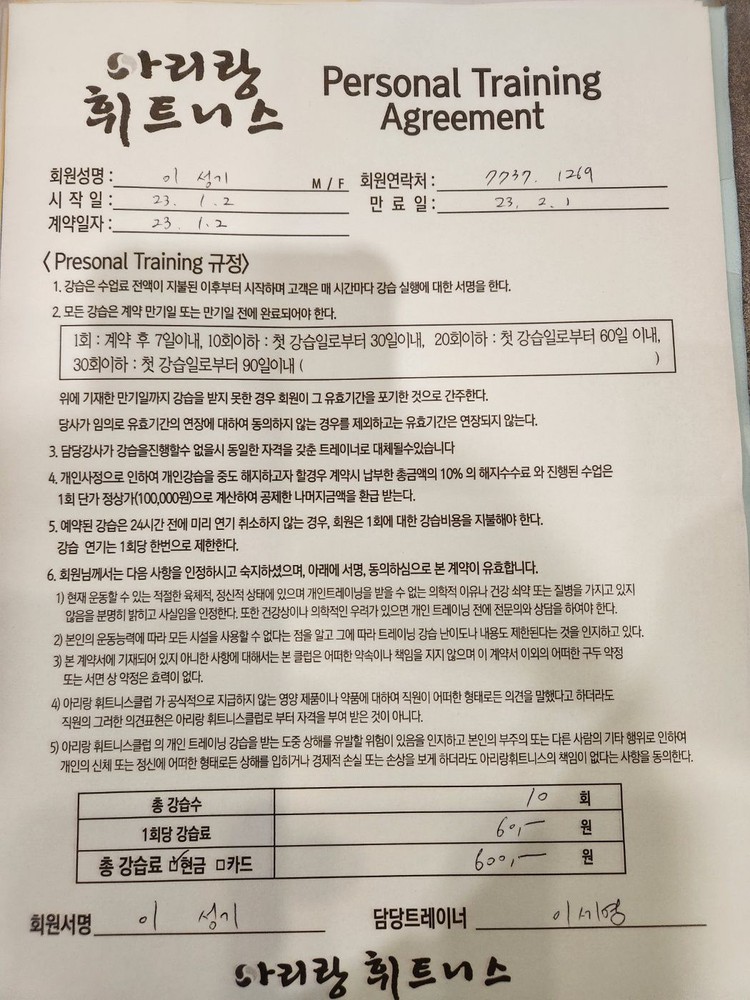 아리랑
휘트니스
Personal Training
Agreement
회원성명 : 이 성기 M / F 회원연락처 : 7737. 1269
시 작 일 : 23. 1. 2 만 료 일 : 23. 2. 1
계약일자 : 23. 1. 2
〈Presonal Training 규정〉
1. 강습은 수업료 전액이 지불된 이후부터 시작하며 고객은 매 시간마다 강습 실행에 대한 서명을 한다.
2. 모든 강습은 계약 만기일 또는 만기일 전에 완료되어야 한다.
1회 : 계약 후 7일이내, 10회이하 : 첫 강습일로부터 30일이내, 20회이하 : 첫 강습일로부터 60일 이내,
30회이하 : 첫 강습일로부터 90일이내 ( )
위에 기재한 만기일까지 강습을 받지 못한 경우 회원이 그 유효기간을 포기한 것으로 간주한다.
당사가 임의로 유효기간의 연장에 대하여 동의하지 않는 경우를 제외하고는 유효기간은 연장되지 않는다.
3. 담당강사가 강습을진행할수 없을시 동일한 자격을 갖춘 트레이너로 대체될수있습니다
4. 개인사정으로 인하여 개인강습을 중도 해지하고자 할경우 계약시 납부한 총금액의 10% 의 해지수수료 와 진행된 수업은
1회 단가 정상가(100,000원)으로 계산하여 공제한 나머지금액을 환급 받는다.
5. 예약된 강습은 24시간 전에 미리 연기 취소하지 않는 경우, 회원은 1회에 대한 강습비용을 지불해야 한다.
강습 연기는 1회당 한번으로 제한한다.
6. 회원님께서는 다음 사항을 인정하시고 숙지하셨으며, 아래에 서명, 동의하심으로 본 계약이 유효합니다.
1) 현재 운동할 수 있는 적절한 육체적, 정신적 상태에 있으며 개인트레이닝을 받을 수 없는 의학적 이유나 건강 쇠약 또는 질병을 가지고 있지
않음을 분명히 밝히고 사실임을 인정한다. 또한 건강상이나 의학적인 우려가 있으면 개인 트레이닝 전에 전문의와 상담을 하여야 한다.
2) 본인의 운동능력에 따라 모든 시설을 사용할 수 없다는 점을 알고 그에 따라 트레이닝 강습 난이도나 내용도 제한된다는 것을 인지하고 있다.
3) 본 계약서에 기재되어 있지 아니한 사항에 대해서는 본 클럽은 어떠한 약속이나 책임을 지지 않으며 이 계약서 이외의 어떠한 구두 약정
또는 서면 상 약정은 효력이 없다.
4) 아리랑 휘트니스클럽 가 공식적으로 지급하지 않는 영양 제품이나 약품에 대하여 직원이 어떠한 형태로든 의견을 말했다고 하더라도
직원의 그러한 의견표현은 아리랑 휘트니스클럽로 부터 자격을 부여 받은 것이 아니다.
5) 아리랑 휘트니스클럽 의 개인 트레이닝 강습을 받는 도중 상해를 유발할 위험이 있음을 인지하고 본인의 부주의 또는 다른 사람의 기타 행위로 인하여
개인의 신체 또는 정신에 어떠한 형태로든 상해를 입히거나 경제적 손실 또는 손상을 보게 하더라도 아리랑휘트니스의 책임이 없다는 사항을 동의한다.
총 강습수 10 회
1회당 강습료 60,— 원
총 강습료 ☑현금 □카드 600,— 원
회원서명 이 성기 담당트레이너 이세영
아리랑 휘트니스